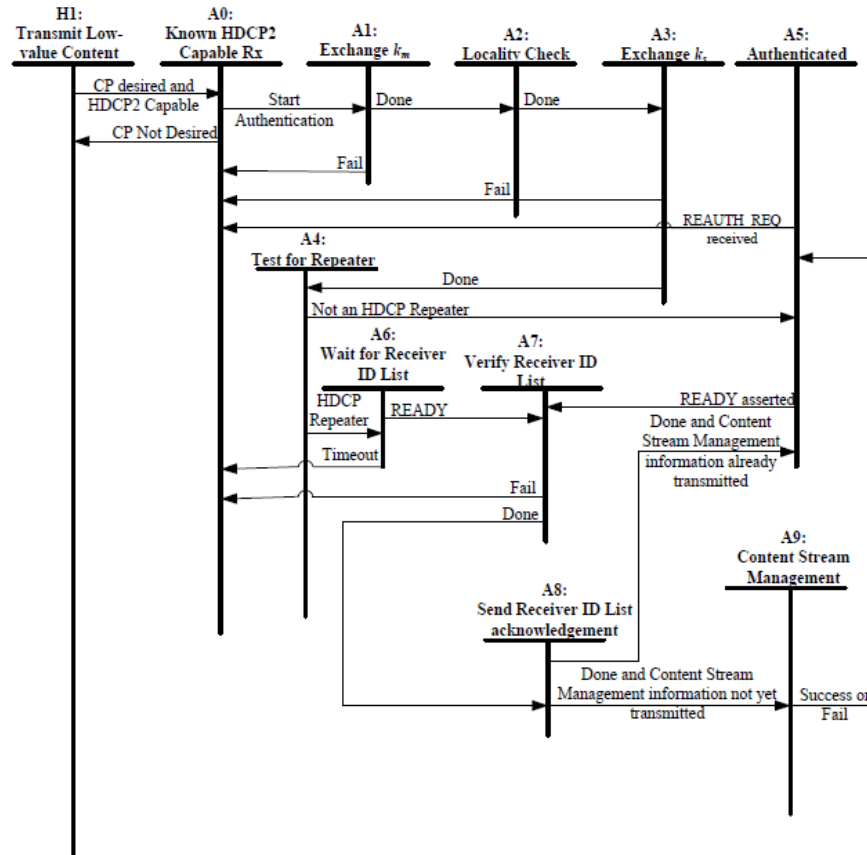 H1:
Transmit Low-
value Content
A0:
Known HDCP2
Capable Rx
A1:
Exchange km
A2:
Locality Check
A3:
Exchange ks
A5:
Authenticated
CP desired and
HDCP2 Capable
Start
Authentication
Done
Done
CP Not Desired
Fail
Fail
REAUTH_REQ
received
A4:
Test for Repeater
Done
Not an HDCP Repeater
A6:
Wait for Receiver
ID List
A7:
Verify Receiver ID
List
HDCP
Repeater
READY
READY asserted
Timeout
Done and Content
Stream Management
information already
transmitted
Fail
Done
A9:
Content Stream
Management
A8:
Send Receiver ID List
acknowledgement
Done and Content Stream
Management information not yet
transmitted
Success or
Fail